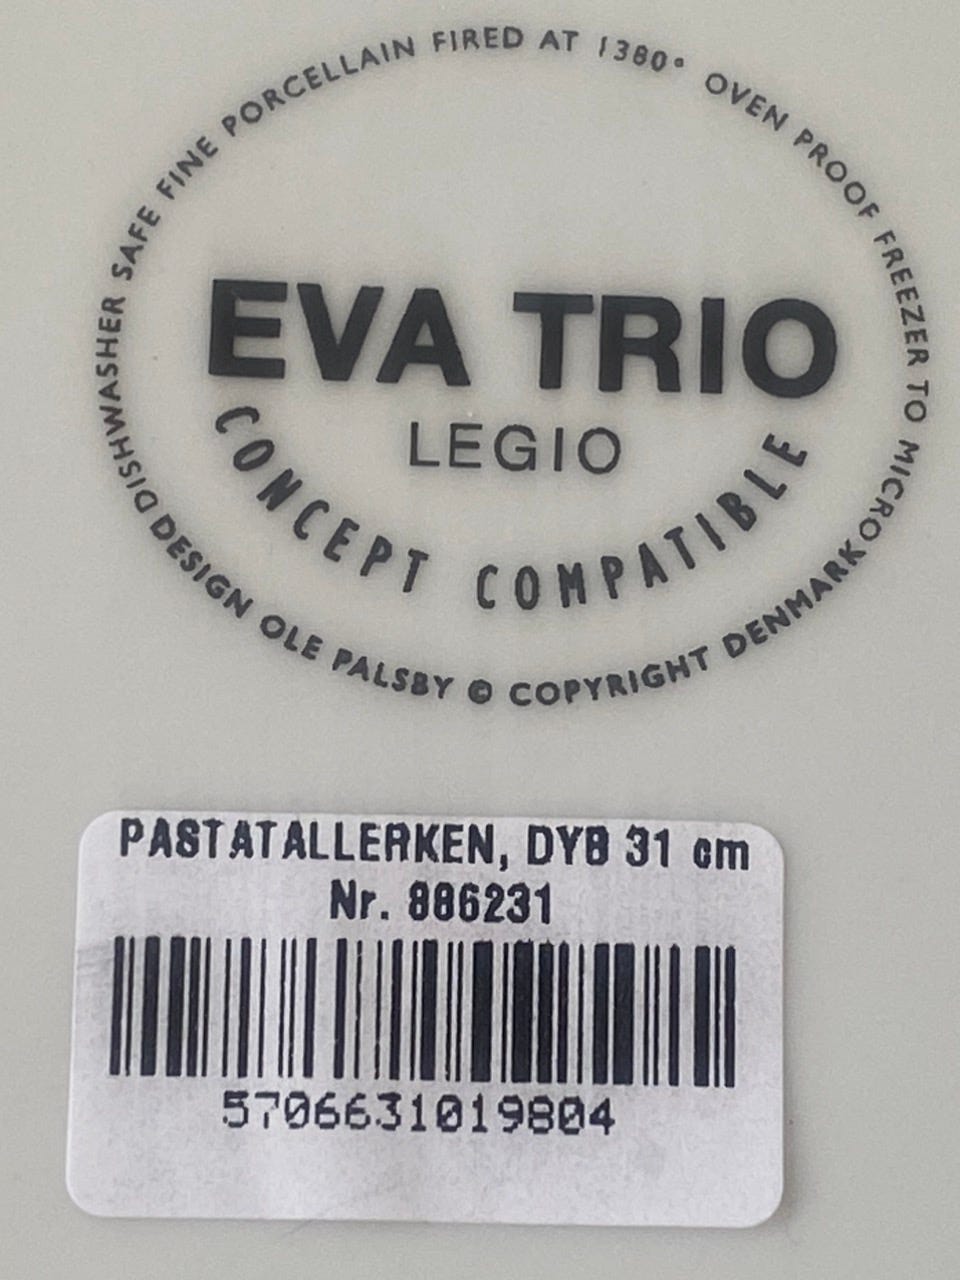 DISHWASHER SAFE FINE PORCELLAIN FIRED AT 1380° OVEN PROOF FREEZER TO MICRO
EVA TRIO
LEGIO
CONCEPT COMPATIBLE
DESIGN OLE PALSBY © COPYRIGHT DENMARK
PASTATALLERKEN, DYB 31 cm
Nr. 886231
5706631019804